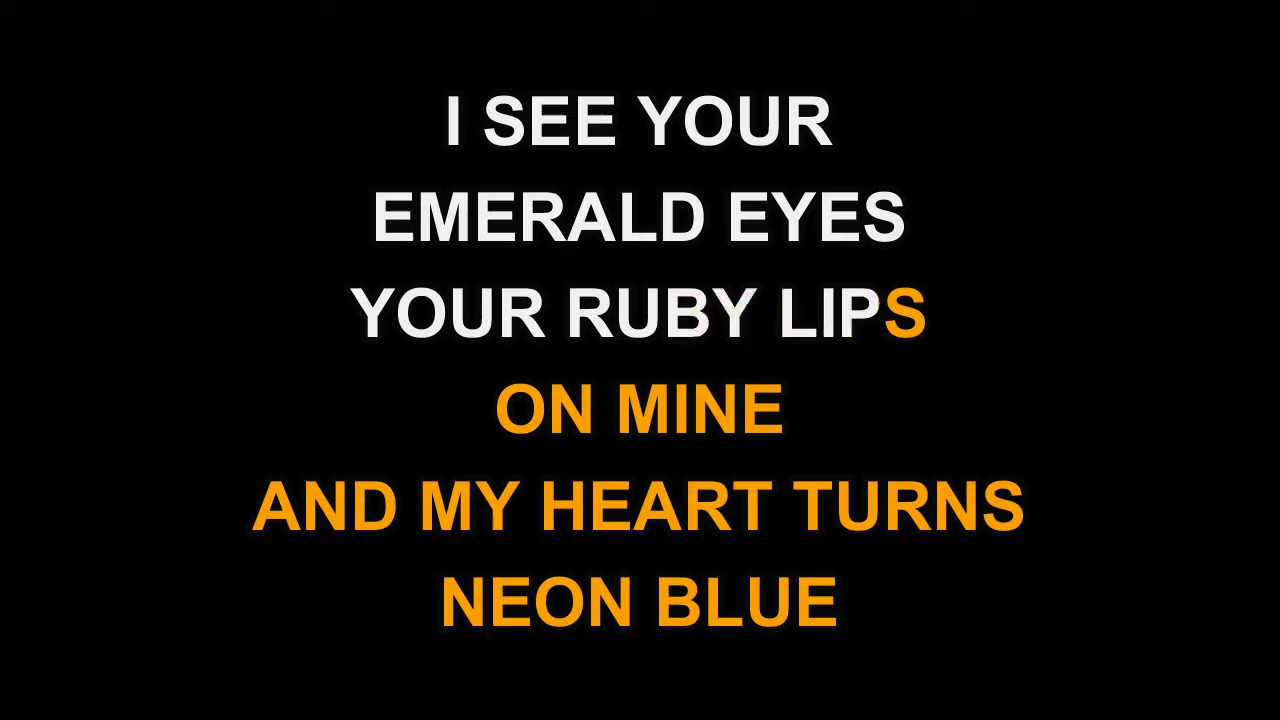 I SEE YOUR
EMERALD EYES
YOUR RUBY LIPS
ON MINE
AND MY HEART TURNS
NEON BLUE